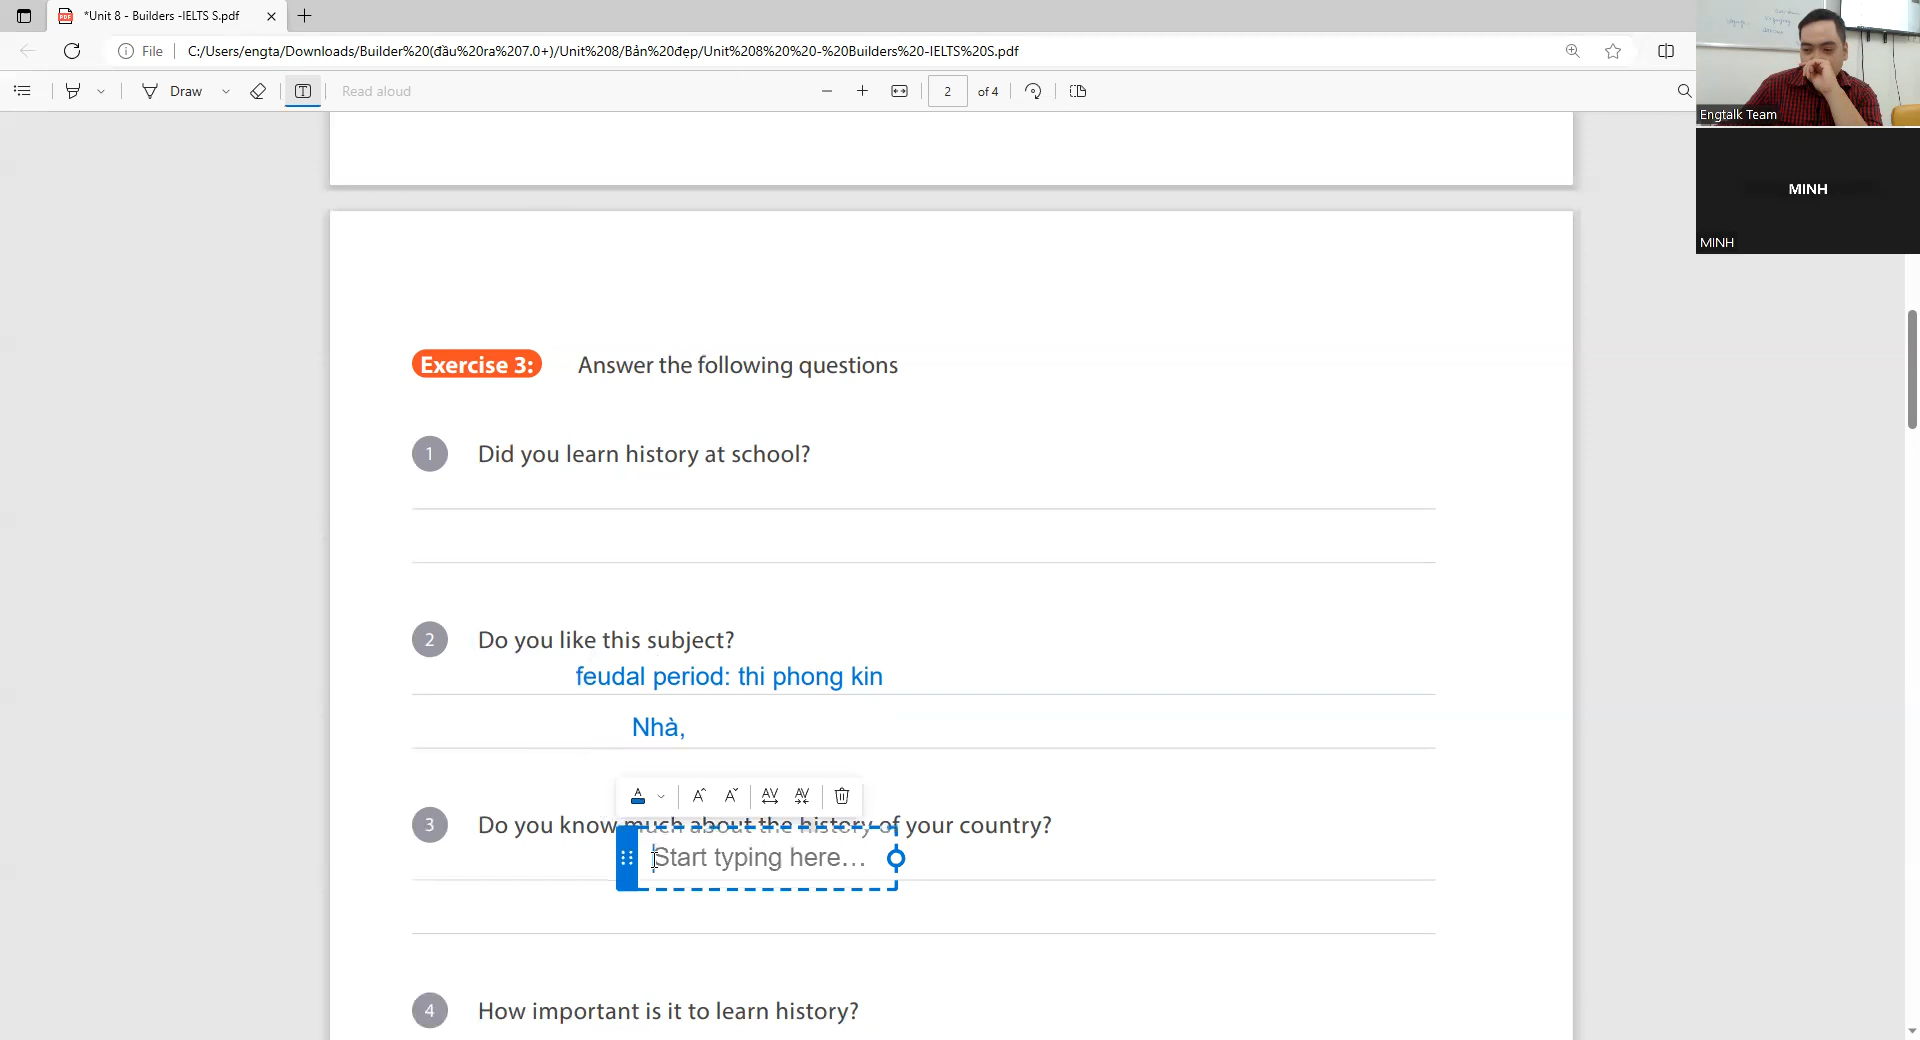 *Unit 8 - Builders -IELTS S.pdf
File
C:/Users/engta/Downloads/Builder%20(đầu%20ra%207.0+)/Unit%208/Bản%20đẹp/Unit%208%20%20-%20Builders%20-IELTS%20S.pdf
Draw
Read aloud
2
of 4
Engtalk Team
MINH
MINH
Exercise 3: Answer the following questions
1 Did you learn history at school?
2 Do you like this subject?
feudal period: thi phong kin
Nhà,
3 Do you know much about the history of your country?
Start typing here...
4 How important is it to learn history?